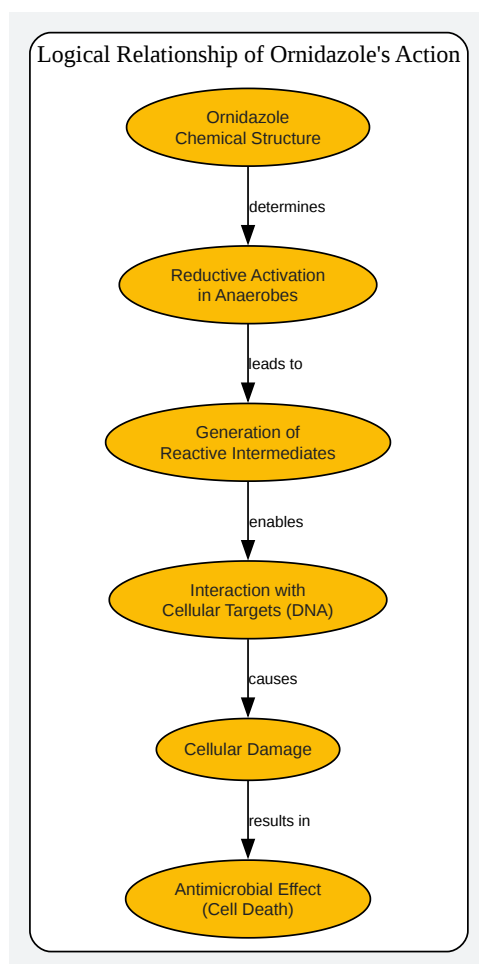 Logical Relationship of Ornidazole's Action
Ornidazole
Chemical Structure
determines
Reductive Activation
in Anaerobes
leads to
Generation of
Reactive Intermediates
enables
Interaction with
Cellular Targets (DNA)
causes
Cellular Damage
results in
Antimicrobial Effect
(Cell Death)